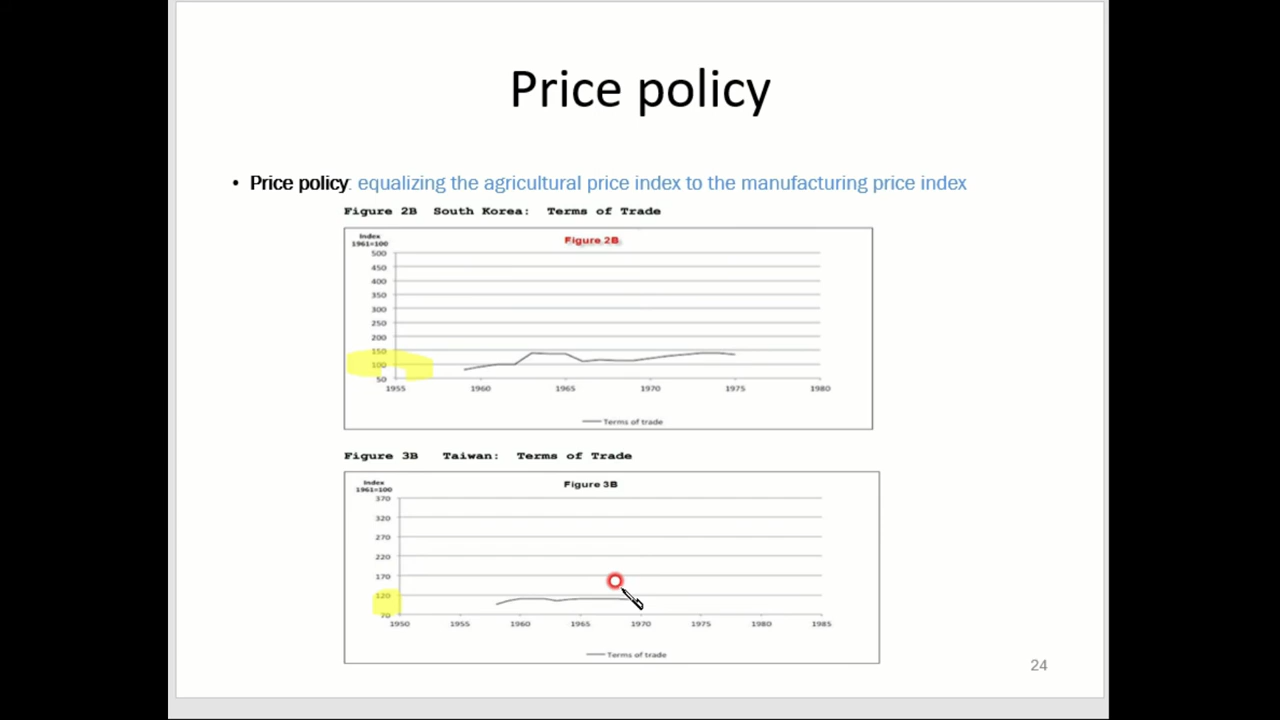 Price policy
• Price policy: equalizing the agricultural price index to the manufacturing price index
Figure 2B South Korea: Terms of Trade
Index
1961=100
Figure 2B
500
450
400
350
300
250
200
150
100
50
1955 1960 1965 1970 1975 1980
Terms of trade
Figure 3B Taiwan: Terms of Trade
Index
1961=100
Figure 3B
370
320
270
220
170
120
70
1950 1955 1960 1965 1970 1975 1980 1985
Terms of trade
24